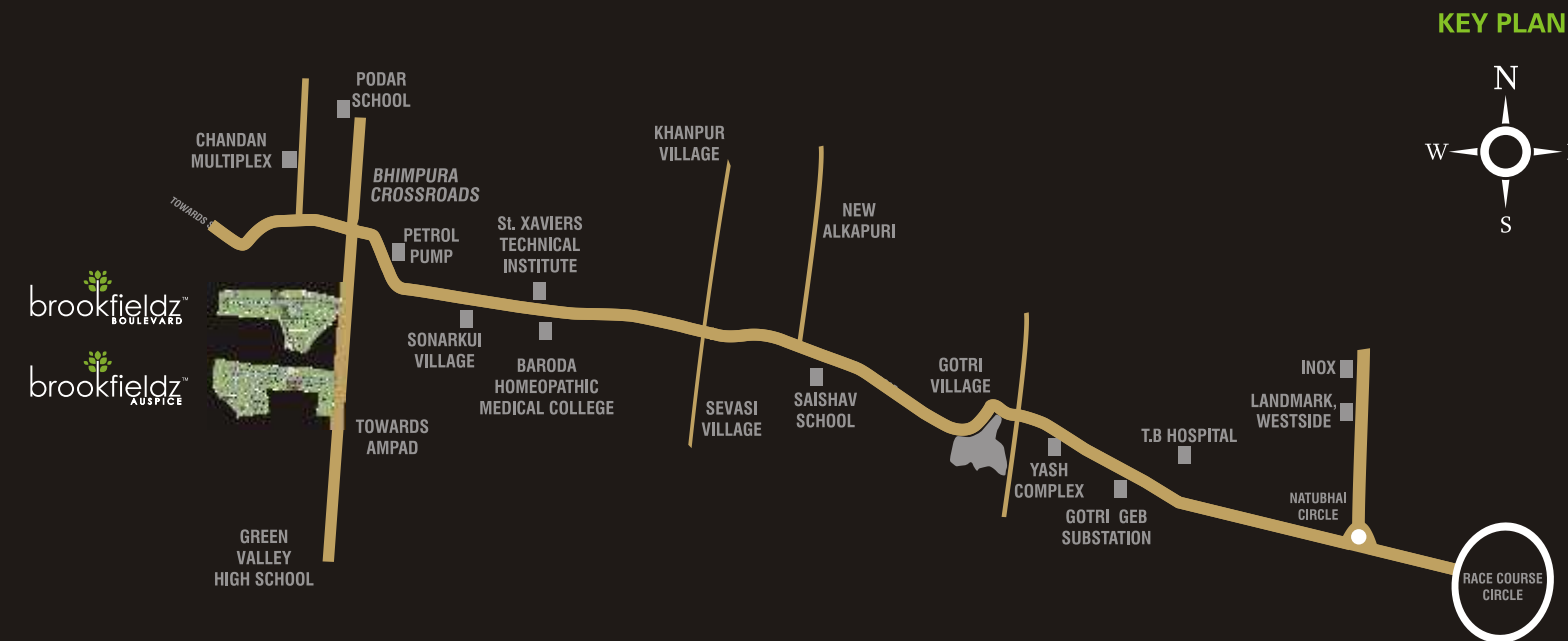 KEY PLAN
N
W
S
PODAR
SCHOOL
CHANDAN
MULTIPLEX
BHIMPURA
CROSSROADS
TOWARDS
PETROL
PUMP
St. XAVIERS
TECHNICAL
INSTITUTE
KHANPUR
VILLAGE
NEW
ALKAPURI
brookfieldz™
BOULEVARD
brookfieldz™
AUSPICE
SONARKUI
VILLAGE
BARODA
HOMEOPATHIC
MEDICAL COLLEGE
SEVASI
VILLAGE
SAISHAV
SCHOOL
GOTRI
VILLAGE
INOX
LANDMARK,
WESTSIDE
TOWARDS
AMPAD
T.B HOSPITAL
YASH
COMPLEX
GOTRI GEB
SUBSTATION
NATUBHAI
CIRCLE
GREEN
VALLEY
HIGH SCHOOL
RACE COURSE
CIRCLE